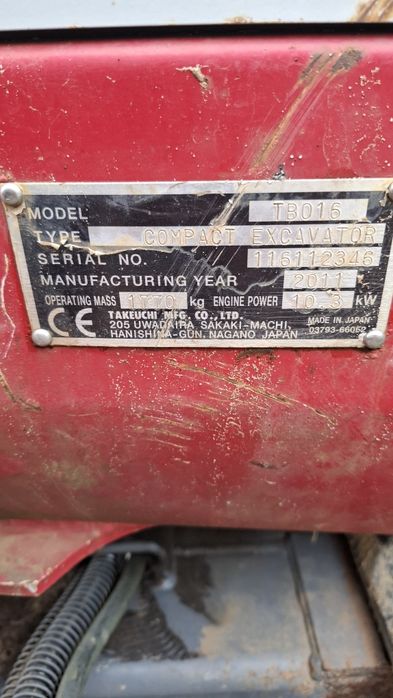 MODEL TB016
TYPE COMPACT EXCAVATOR
SERIAL NO. 116112346
MANUFACTURING YEAR 2011
OPERATING MASS 1770 kg ENGINE POWER 10.3 kW
CE TAKEUCHI MFG. CO., LTD. MADE IN JAPAN
205 UWADAIRA SAKAKI-MACHI, 03793-66052
HANISHINA-GUN, NAGANO JAPAN